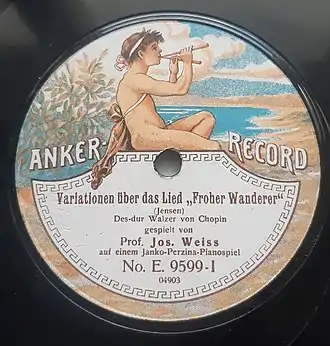 ANKER-RECORD
Variationen über das Lied „Froher Wanderer“
(Jensen)
Des-dur Walzer von Chopin
gespielt von
Prof. Jos. Weiss
auf einem Janko-Perzina-Pianospiel
No. E. 9599-I
04903